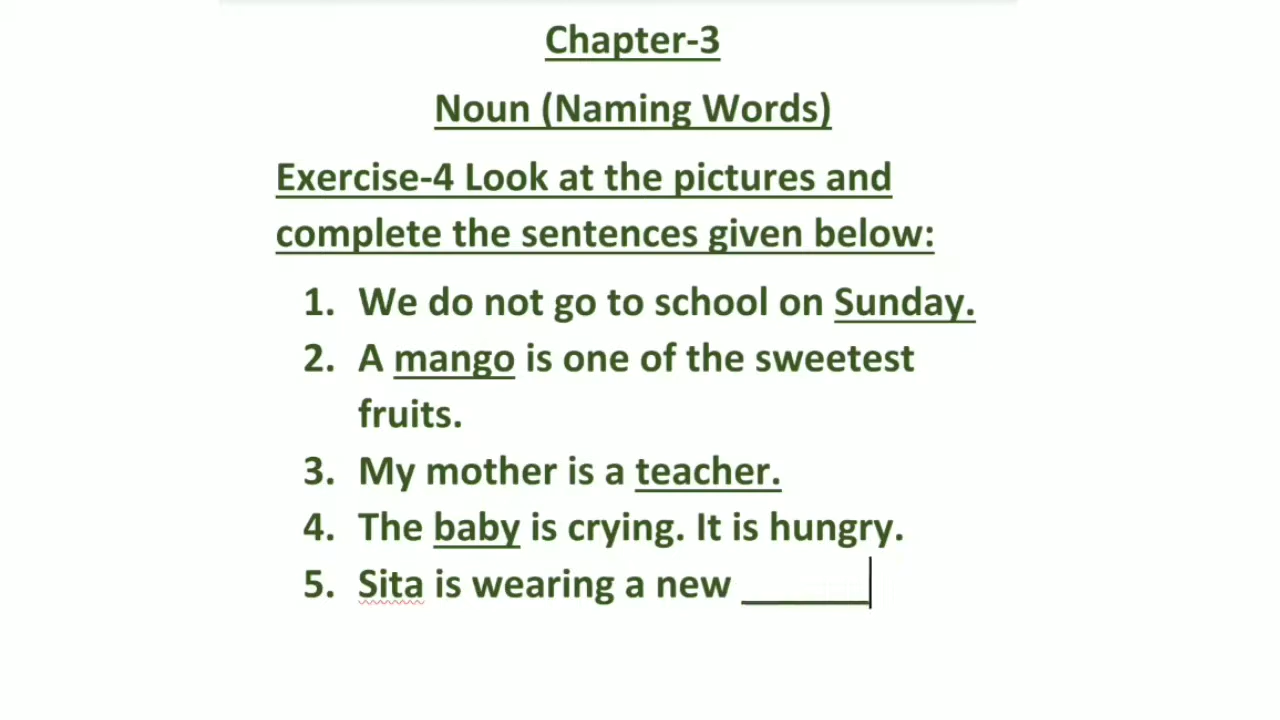 Chapter-3
Noun (Naming Words)
Exercise-4 Look at the pictures and
complete the sentences given below:
1. We do not go to school on Sunday.
2. A mango is one of the sweetest
fruits.
3. My mother is a teacher.
4. The baby is crying. It is hungry.
5. Sita is wearing a new ______